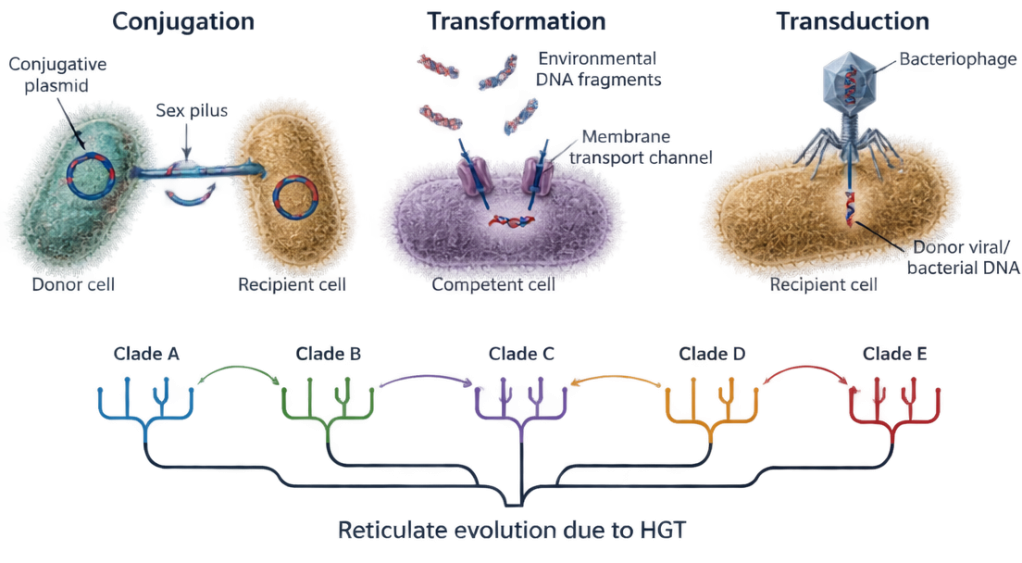 Conjugation
Conjugative
plasmid
Sex pilus
Donor cell
Recipient cell
Transformation
Environmental
DNA fragments
Membrane
transport channel
Competent cell
Transduction
Bacteriophage
Donor viral/
bacterial DNA
Recipient cell
Clade A
Clade B
Clade C
Clade D
Clade E
Reticulate evolution due to HGT